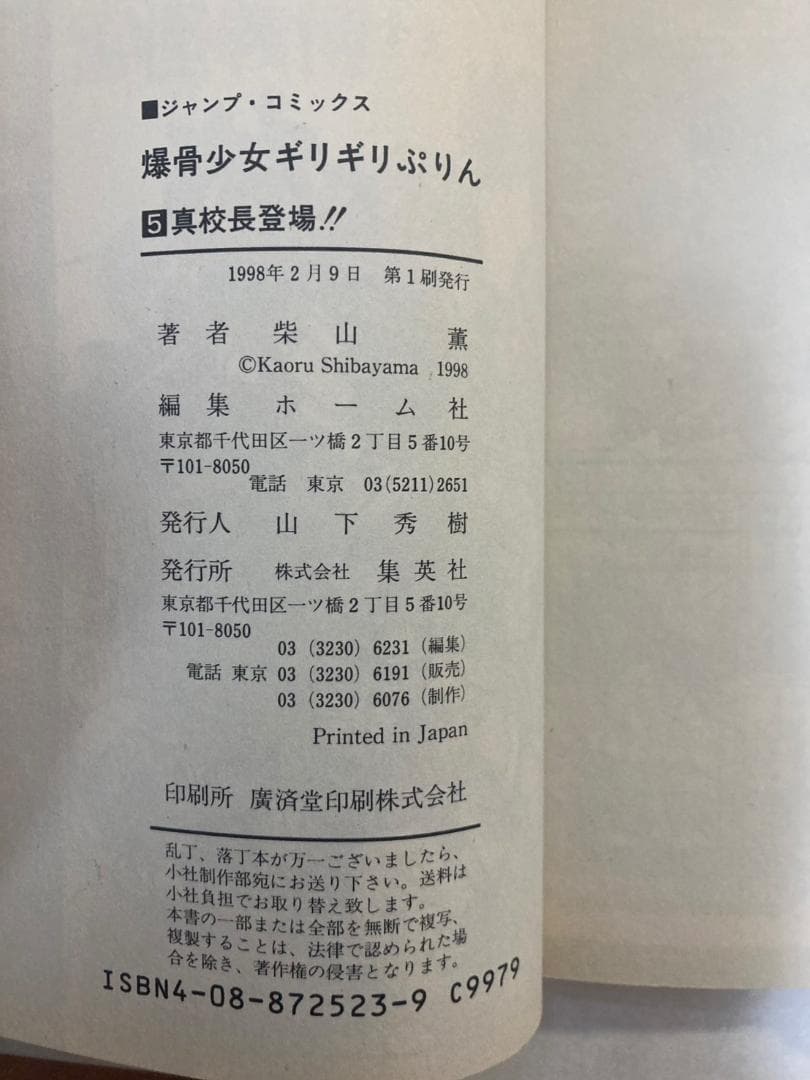 ■ジャンプ・コミックス
爆骨少女ギリギリぷりん
5真校長登場!!
1998年2月9日 第1刷発行
著者 柴山 薫
©Kaoru Shibayama 1998
編集 ホーム社
東京都千代田区一ツ橋2丁目5番10号
〒101-8050
電話 東京 03(5211)2651
発行人 山下秀樹
発行所 株式会社 集英社
東京都千代田区一ツ橋2丁目5番10号
〒101-8050
03 (3230) 6231 (編集)
電話 東京 03 (3230) 6191 (販売)
03 (3230) 6076 (制作)
Printed in Japan
印刷所 廣済堂印刷株式会社
乱丁、落丁本が万一ございましたら、
小社制作部宛にお送り下さい。送料は
小社負担でお取り替え致します。
本書の一部または全部を無断で複写、
複製することは、法律で認められた場
合を除き、著作権の侵害となります。
ISBN4-08-872523-9 C9979